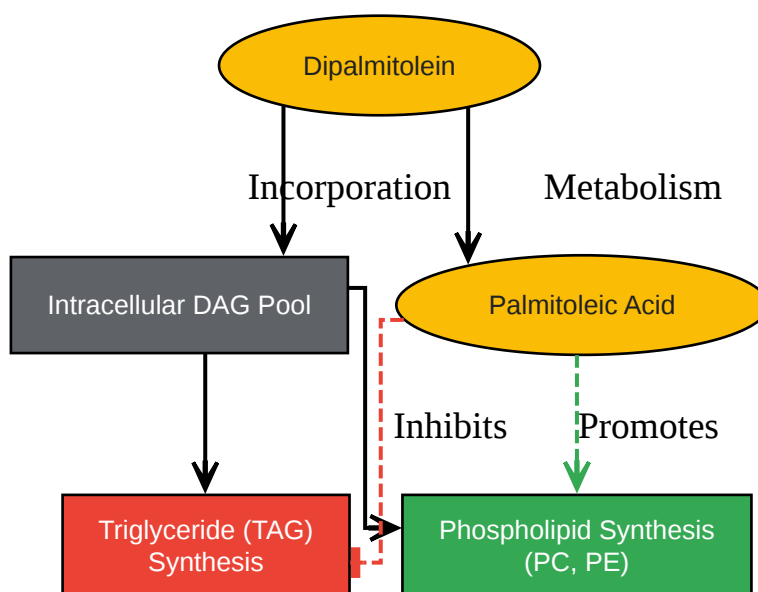 Dipalmitolein
Incorporation
Metabolism
Intracellular DAG Pool
Palmitoleic Acid
Inhibits
Promotes
Triglyceride (TAG)
Synthesis
Phospholipid Synthesis
(PC, PE)